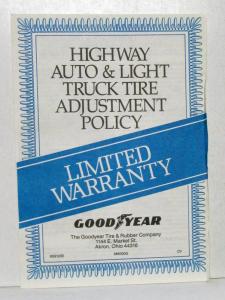 HIGHWAY
AUTO & LIGHT
TRUCK TIRE
ADJUSTMENT
POLICY
LIMITED
WARRANTY
GOODYEAR
The Goodyear Tire & Rubber Company
1144 E. Market St.
Akron, Ohio 44316